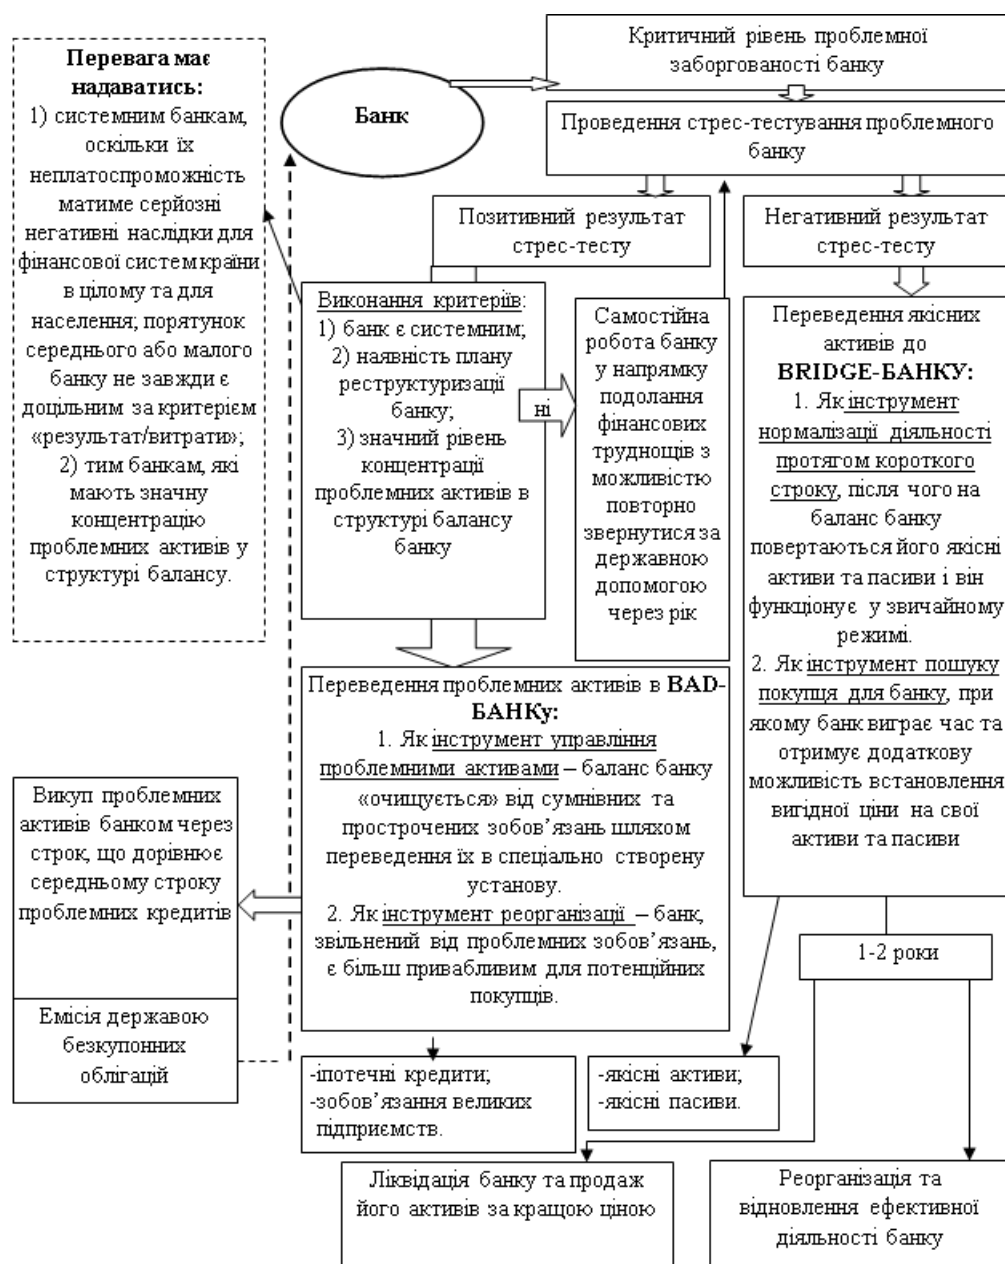 Критичний рівень проблемної
заборгованості банку
Перевага має
надаватись:
1) системним банкам,
оскільки їх
неплатоспроможність
матиме серйозні
негативні наслідки для
фінансової систем країни
в цілому та для
населення; порятунок
середнього або малого
банку не завжди є
доцільним за критерієм
«результат/витрати»;
2) тим банкам, які
мають значну
концентрацію
проблемних активів у
структурі балансу.
Банк
Проведення стрес-тестування проблемного
банку
Позитивний результат
стрес-тесту
Негативний результат
стрес-тесту
Виконання критеріїв:
1) банк є системним;
2) наявність плану
реструктуризації
банку;
3) значний рівень
концентрації
проблемних активів в
структурі балансу
банку
ні
Самостійна
робота банку
у напрямку
подолання
фінансових
труднощів з
можливістю
повторно
звернутися за
державною
допомогою
через рік
Переведення якісних
активів до
BRIDGE-БАНКУ:
1. Як інструмент
нормалізації діяльності
протягом короткого
строку, після чого на
баланс банку
повертаються його якісні
активи та пасиви і він
функціонує у звичайному
режимі.
2. Як інструмент пошуку
покупця для банку, при
якому банк виграє час та
отримує додаткову
можливість встановлення
вигідної ціни на свої
активи та пасиви
Переведення проблемних активів в BAD-
БАНКу:
1. Як інструмент управління
проблемними активами – баланс банку
«очищується» від сумнівних та
прострочених зобов’язань шляхом
переведення їх в спеціально створену
установу.
2. Як інструмент реорганізації – банк,
звільнений від проблемних зобов’язань,
є більш привабливим для потенційних
покупців.
Викуп проблемних
активів банком через
строк, що дорівнює
середньому строку
проблемних кредитів
Емісія державою
безкупонних
облігацій
1-2 роки
-іпотечні кредити;
-зобов’язання великих
підприємств.
-якісні активи;
-якісні пасиви.
Ліквідація банку та продаж
його активів за кращою ціною
Реорганізація та
відновлення ефективної
діяльності банку